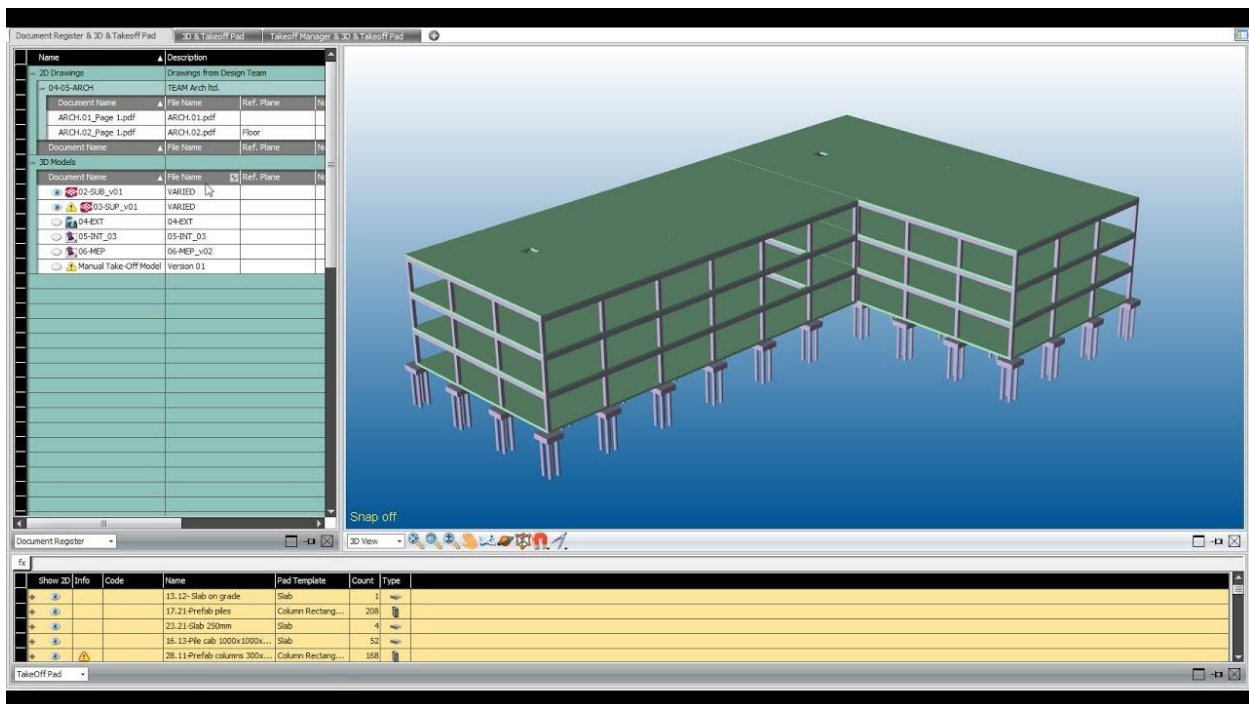 Document Register & 3D & Takeoff Pad 3D & Takeoff Pad Takeoff Manager & 3D & Takeoff Pad
Name Description
2D Drawings Drawings from Design Team
04-05-ARCH TEAM Arch ltd.
Document Name File Name Ref. Plane
ARCH.01_Page 1.pdf ARCH.01.pdf
ARCH.02_Page 1.pdf ARCH.02.pdf Floor
Document Name File Name Ref. Plane
3D Models
Document Name File Name Ref. Plane
02-SUB_v01 VARIED
03-SUP_v01 VARIED
04-EXT 04-EXT
05-INT_03 05-INT_03
06-MEP 06-MEP_v02
Manual Take-Off Model Version 01
Snap off
Document Register 3D View
fx
Show 2D Info Code Name Pad Template Count Type
13.12- Slab on grade Slab 1
17.21-Prefab piles Column Rectang... 208
23.21-Slab 250mm Slab 4
16.13-Pile cab 1000x1000x... Slab 52
28.11-Prefab columns 300x... Column Rectang... 168
TakeOff Pad